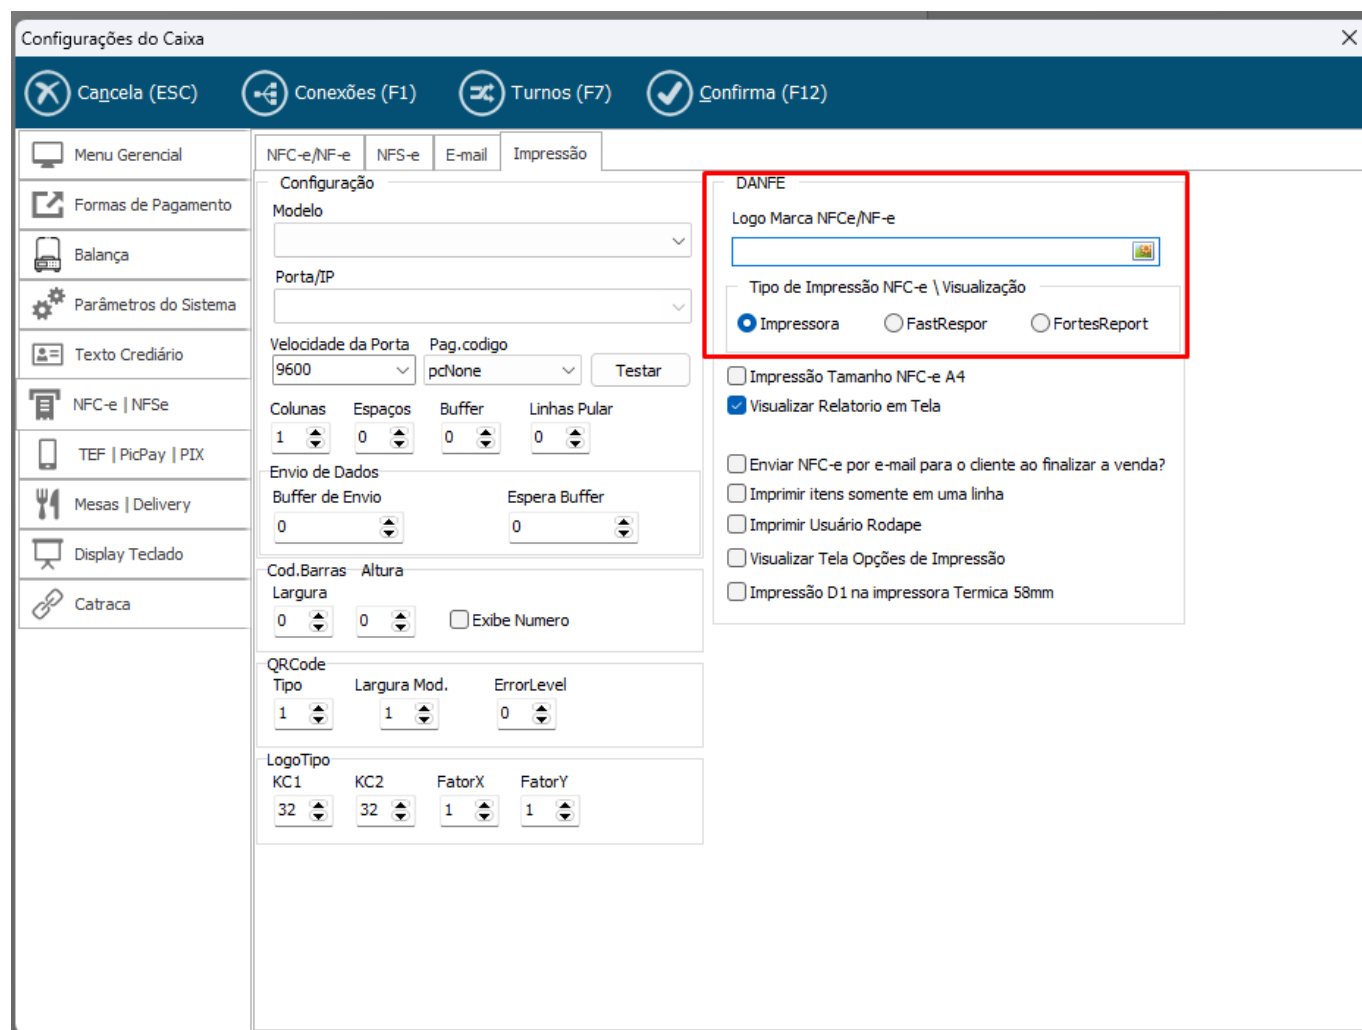 Configurações do Caixa
Cancela (ESC) Conexões (F1) Turnos (F7) Confirma (F12)
Menu Gerencial
Formas de Pagamento
Balança
Parâmetros do Sistema
Texto Crediário
NFC-e | NFSe
TEF | PicPay | PIX
Mesas | Delivery
Display Teclado
Catraca
NFC-e/NF-e NFS-e E-mail Impressão
Configuração
Modelo
Porta/IP
Velocidade da Porta Pag.codigo
9600 pcNone Testar
Colunas Espaços Buffer Linhas Pular
1 0 0 0
Envio de Dados
Buffer de Envio Espera Buffer
0 0
Cod.Barras Altura
Largura
0 0 Exibe Numero
QRCode
Tipo Largura Mod. ErrorLevel
1 1 0
LogoTipo
KC1 KC2 FatorX FatorY
32 32 1 1
DANFE
Logo Marca NFCe/NF-e
Tipo de Impressão NFC-e \ Visualização
Impressora FastRespor FortesReport
Impressão Tamanho NFC-e A4
Visualizar Relatorio em Tela
Enviar NFC-e por e-mail para o cliente ao finalizar a venda?
Imprimir itens somente em uma linha
Imprimir Usuário Rodape
Visualizar Tela Opções de Impressão
Impressão D1 na impressora Termica 58mm